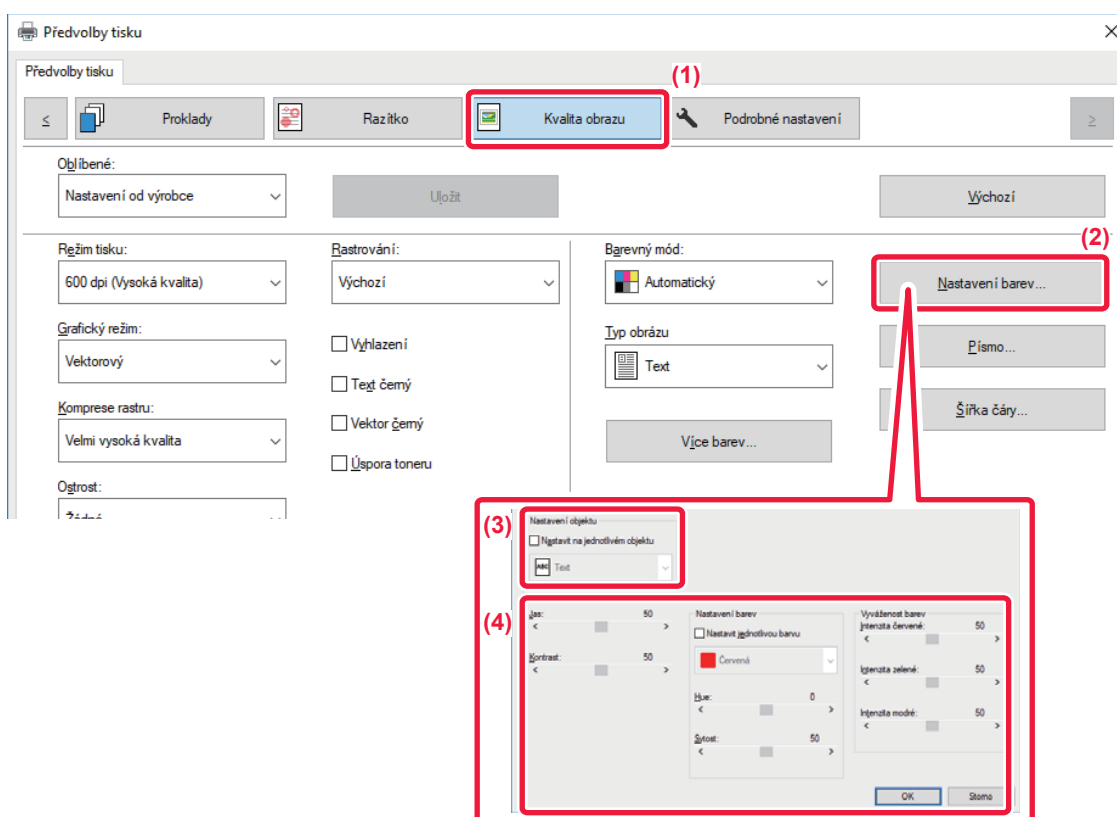 Předvolby tisku
Předvolby tisku
(1)
<
Proklady
Razítko
Kvalita obrazu
Podrobné nastavení
>
Oblíbené:
Nastavení od výrobce
Uložit
Výchozí
(2)
Režim tisku:
600 dpi (Vysoká kvalita)
Rastrování:
Výchozí
Barevný mód:
Automatický
Nastavení barev...
Grafický režim:
Vektorový
Vyhlazení
Typ obrázu
Text
Písmo...
Text černý
Komprese rastru:
Velmi vysoká kvalita
Vektor černý
Více barev...
Šířka čáry...
Úspora toneru
Ostrost:
Žádné
(3)
Nastavení objektu
Nastavit na jednotlivém objektu
ABC Text
(4)
Jas: 50
Kontrast: 50
Nastavení barev
Nastavit jednotlivou barvu
Červená
Hue: 0
Sytost: 50
Vyváženost barev
Intenzita červené: 50
Intenzita zelené: 50
Intenzita modré: 50
OK
Storno